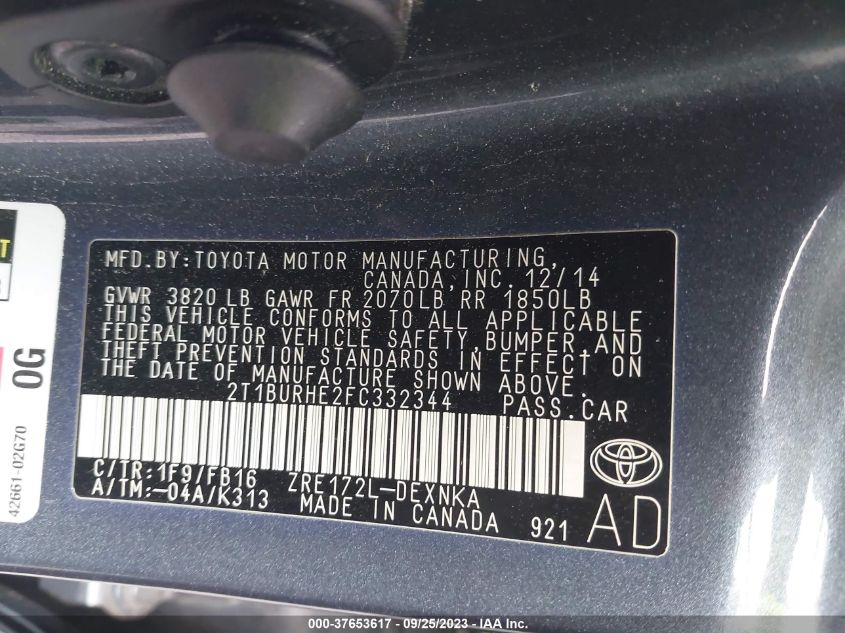 MFD.BY:TOYOTA MOTOR MANUFACTURING,
CANADA,INC. 12/14
GVWR 3820 LB GAWR FR 2070LB RR 1850LB
THIS VEHICLE CONFORMS TO ALL APPLICABLE
FEDERAL MOTOR VEHICLE SAFETY,BUMPER,AND
THEFT PREVENTION STANDARDS IN EFFECT ON
THE DATE OF MANUFACTURE SHOWN ABOVE.
2T1BURHE2FC332344 PASS.CAR
C/TR:1F9/FB16 ZRE172L-DEXNKA
A/TM:-04A/K313 MADE IN CANADA 921
AD
0G
42661-02G70
000-37653617 - 09/25/2023 - IAA Inc.